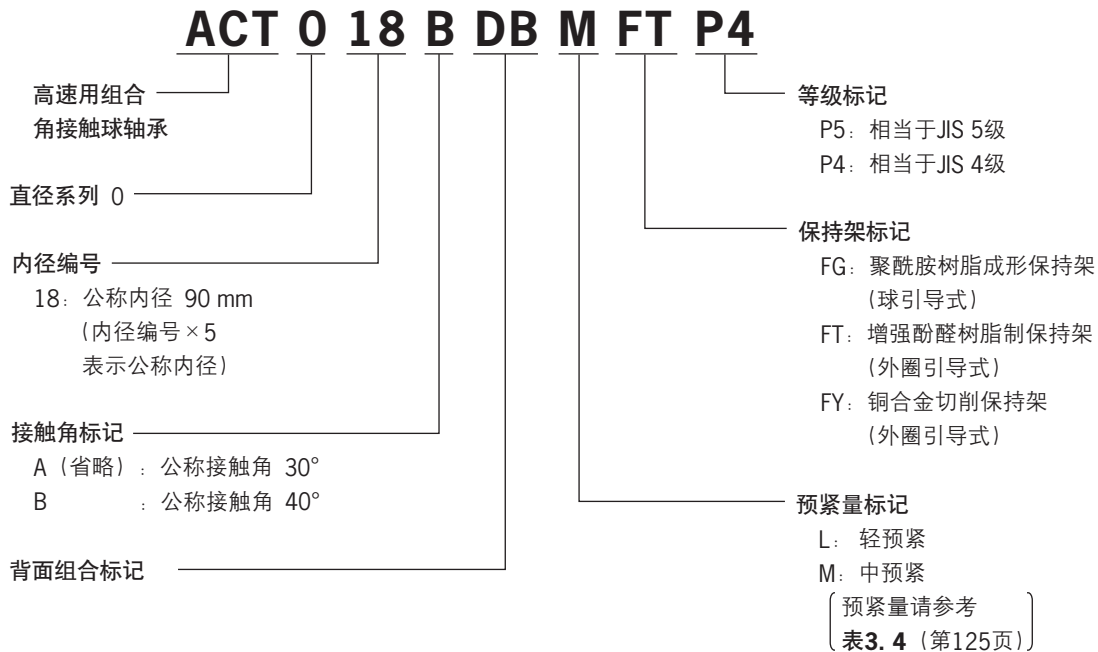 ACT 0 18 B DB M FT P4
高速用组合
角接触球轴承
直径系列 0
内径编号
18：公称内径 90 mm
(内径编号×5
表示公称内径)
接触角标记
A（省略）：公称接触角 30°
B ：公称接触角 40°
背面组合标记
等级标记
P5：相当于JIS 5级
P4：相当于JIS 4级
保持架标记
FG：聚酰胺树脂成形保持架
(球引导式)
FT：增强酚醛树脂制保持架
(外圈引导式)
FY：铜合金切削保持架
(外圈引导式)
预紧量标记
L：轻预紧
M：中预紧
预紧量请参考
表3. 4（第125页）